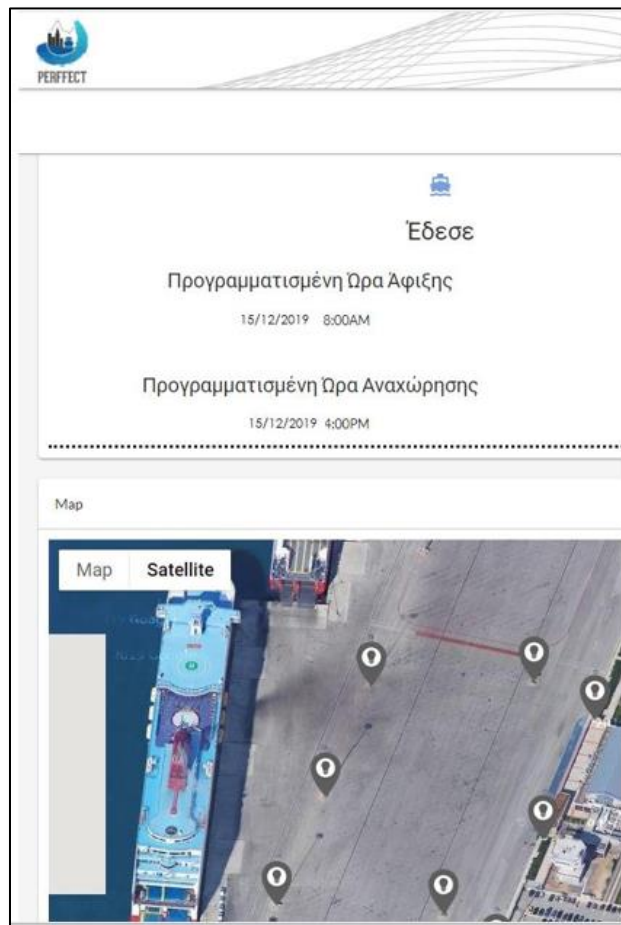 PERFFECT
Έδεσε
Προγραμματισμένη Ώρα Άφιξης
15/12/2019 8:00AM
Προγραμματισμένη Ώρα Αναχώρησης
15/12/2019 4:00PM
Map
Map Satellite